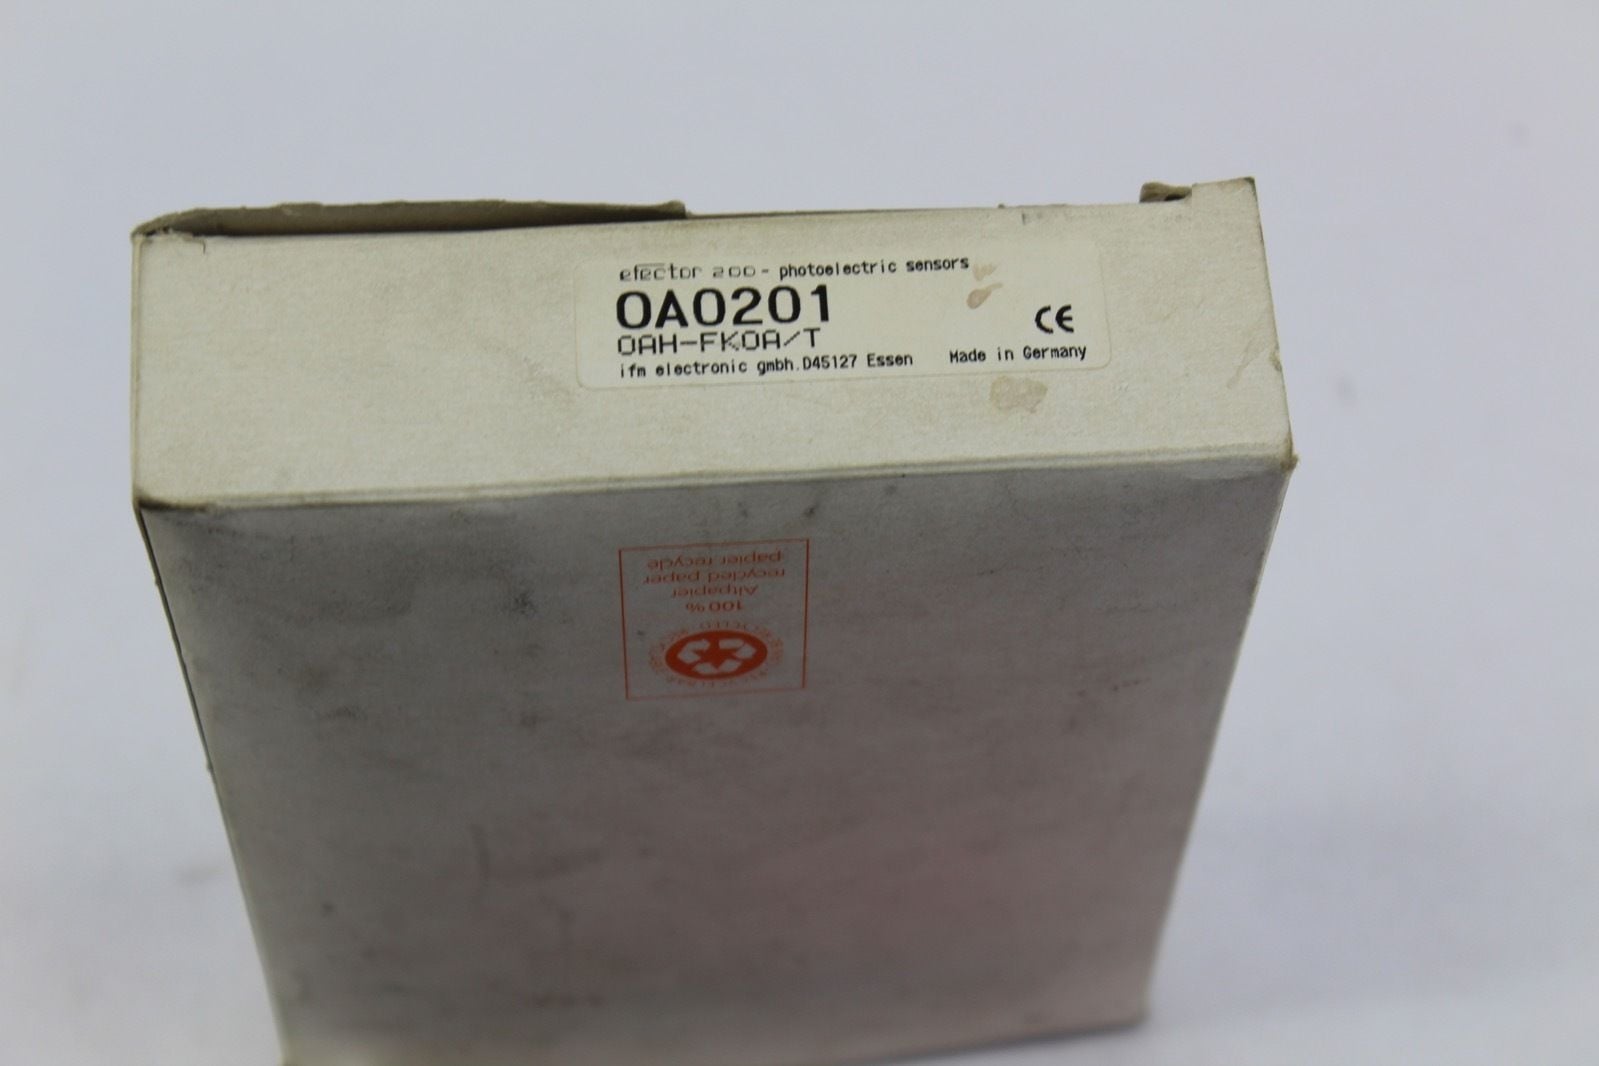 efector 200 - photoelectric sensors
OA0201
OAH-FKOA/T
CE
ifm electronic gmbh.D45127 Essen Made in Germany
papier recycle
recycled paper
Altpapier
100%